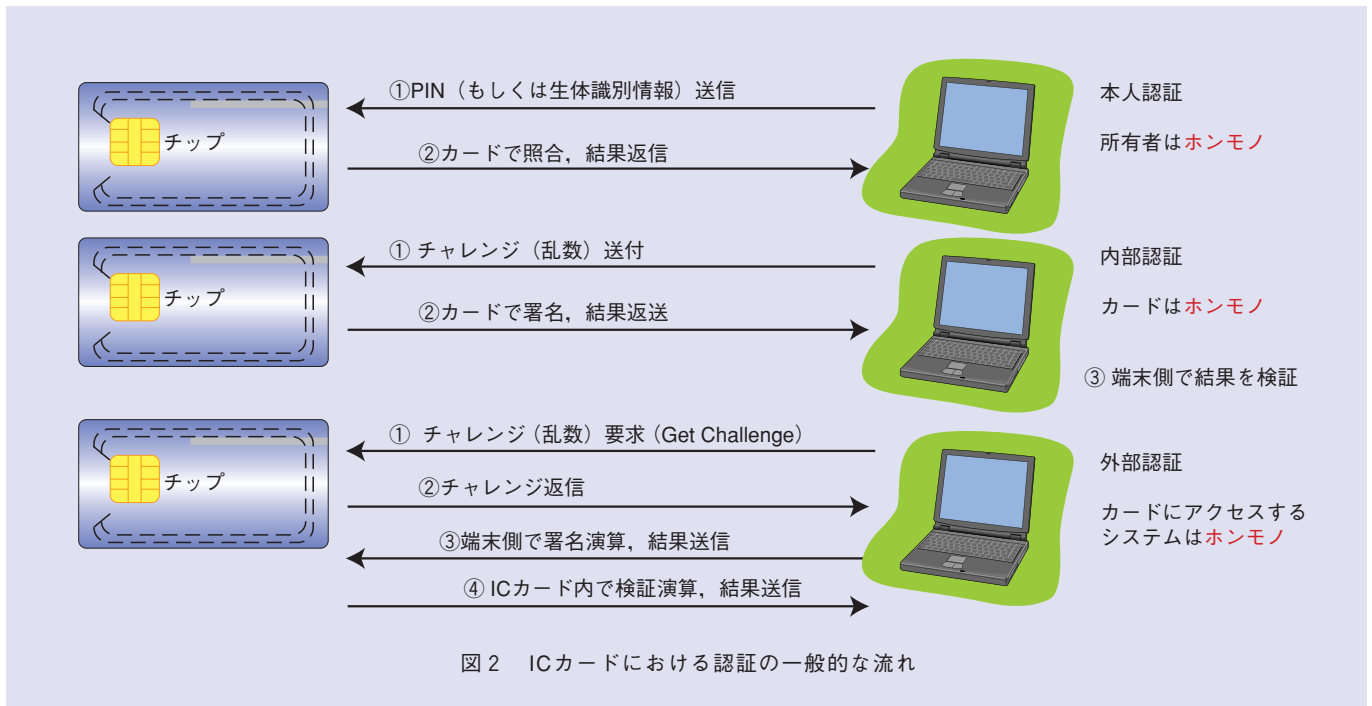 ①PIN（もしくは生体識別情報）送信
チップ
②カードで照合，結果返信
本人認証
所有者はホンモノ
① チャレンジ（乱数）送付
チップ
②カードで署名，結果返送
内部認証
カードはホンモノ
③ 端末側で結果を検証
① チャレンジ（乱数）要求（Get Challenge）
チップ
②チャレンジ返信
③端末側で署名演算，結果送信
④ ICカード内で検証演算，結果送信
外部認証
カードにアクセスする
システムはホンモノ
図2 ICカードにおける認証の一般的な流れ